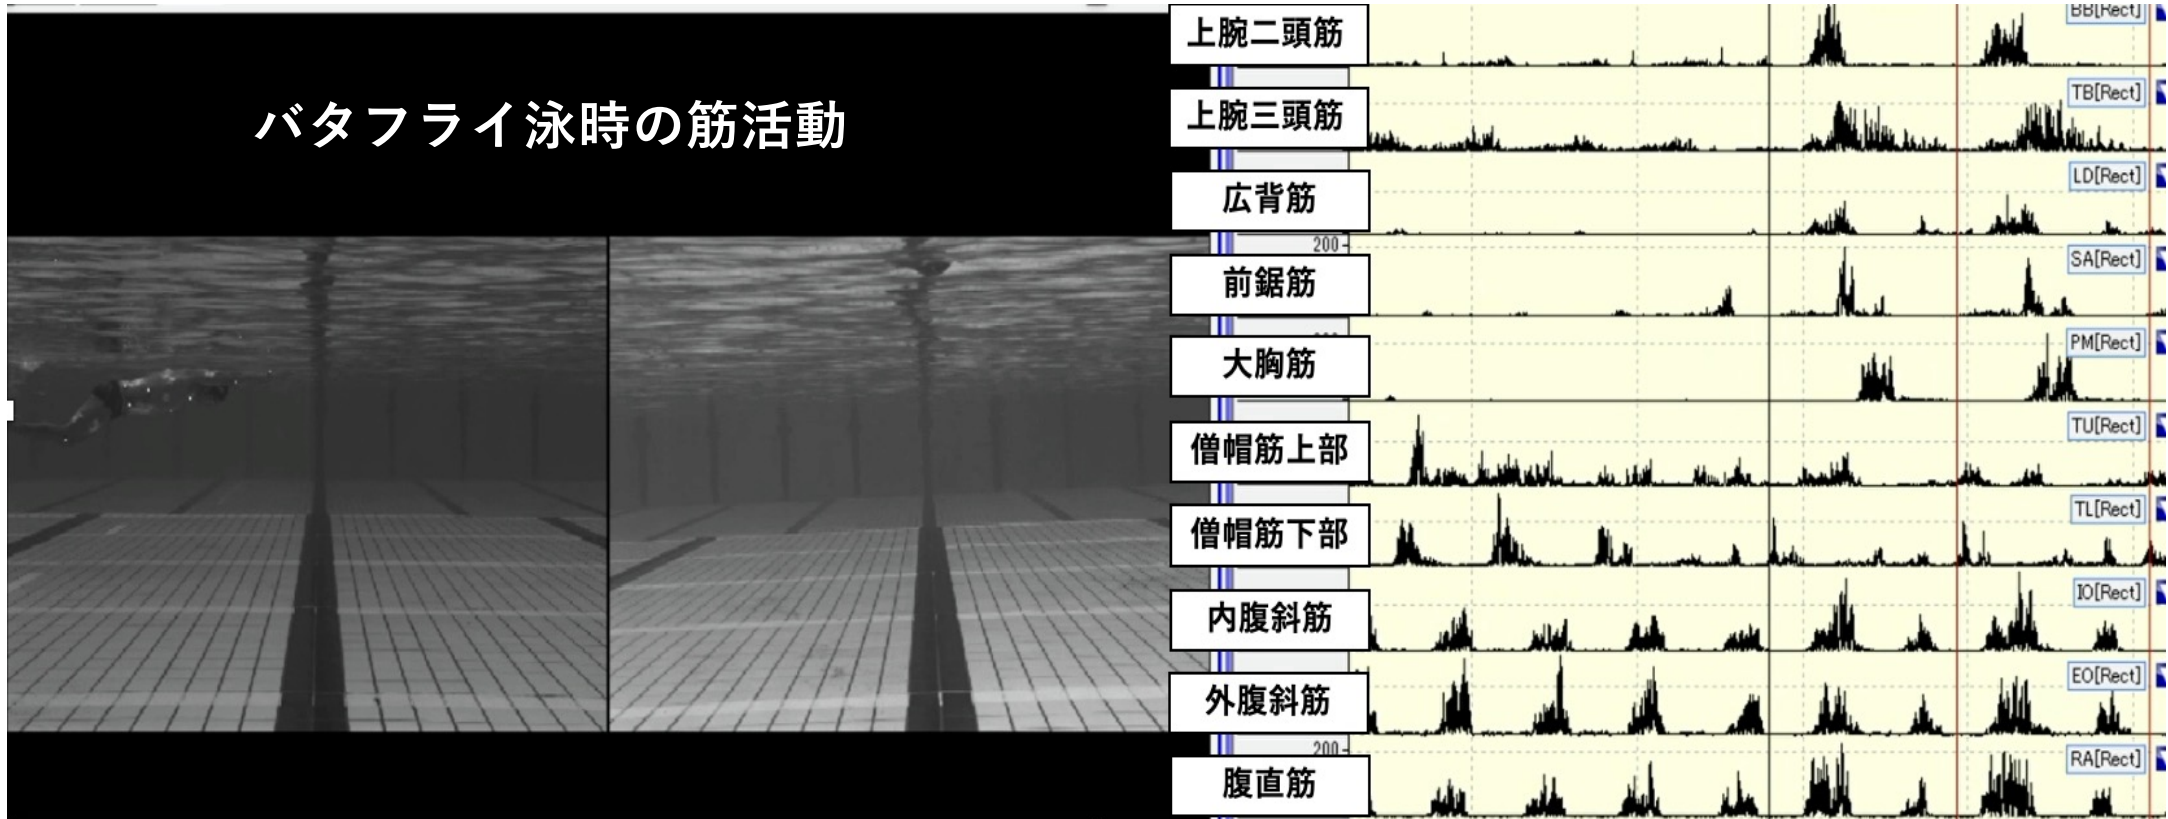 バタフライ泳時の筋活動
上腕二頭筋
BB[Rect]
上腕三頭筋
TB[Rect]
広背筋
LD[Rect]
200
前鋸筋
SA[Rect]
大胸筋
PM[Rect]
僧帽筋上部
TU[Rect]
僧帽筋下部
TL[Rect]
内腹斜筋
IO[Rect]
外腹斜筋
EO[Rect]
200
腹直筋
RA[Rect]